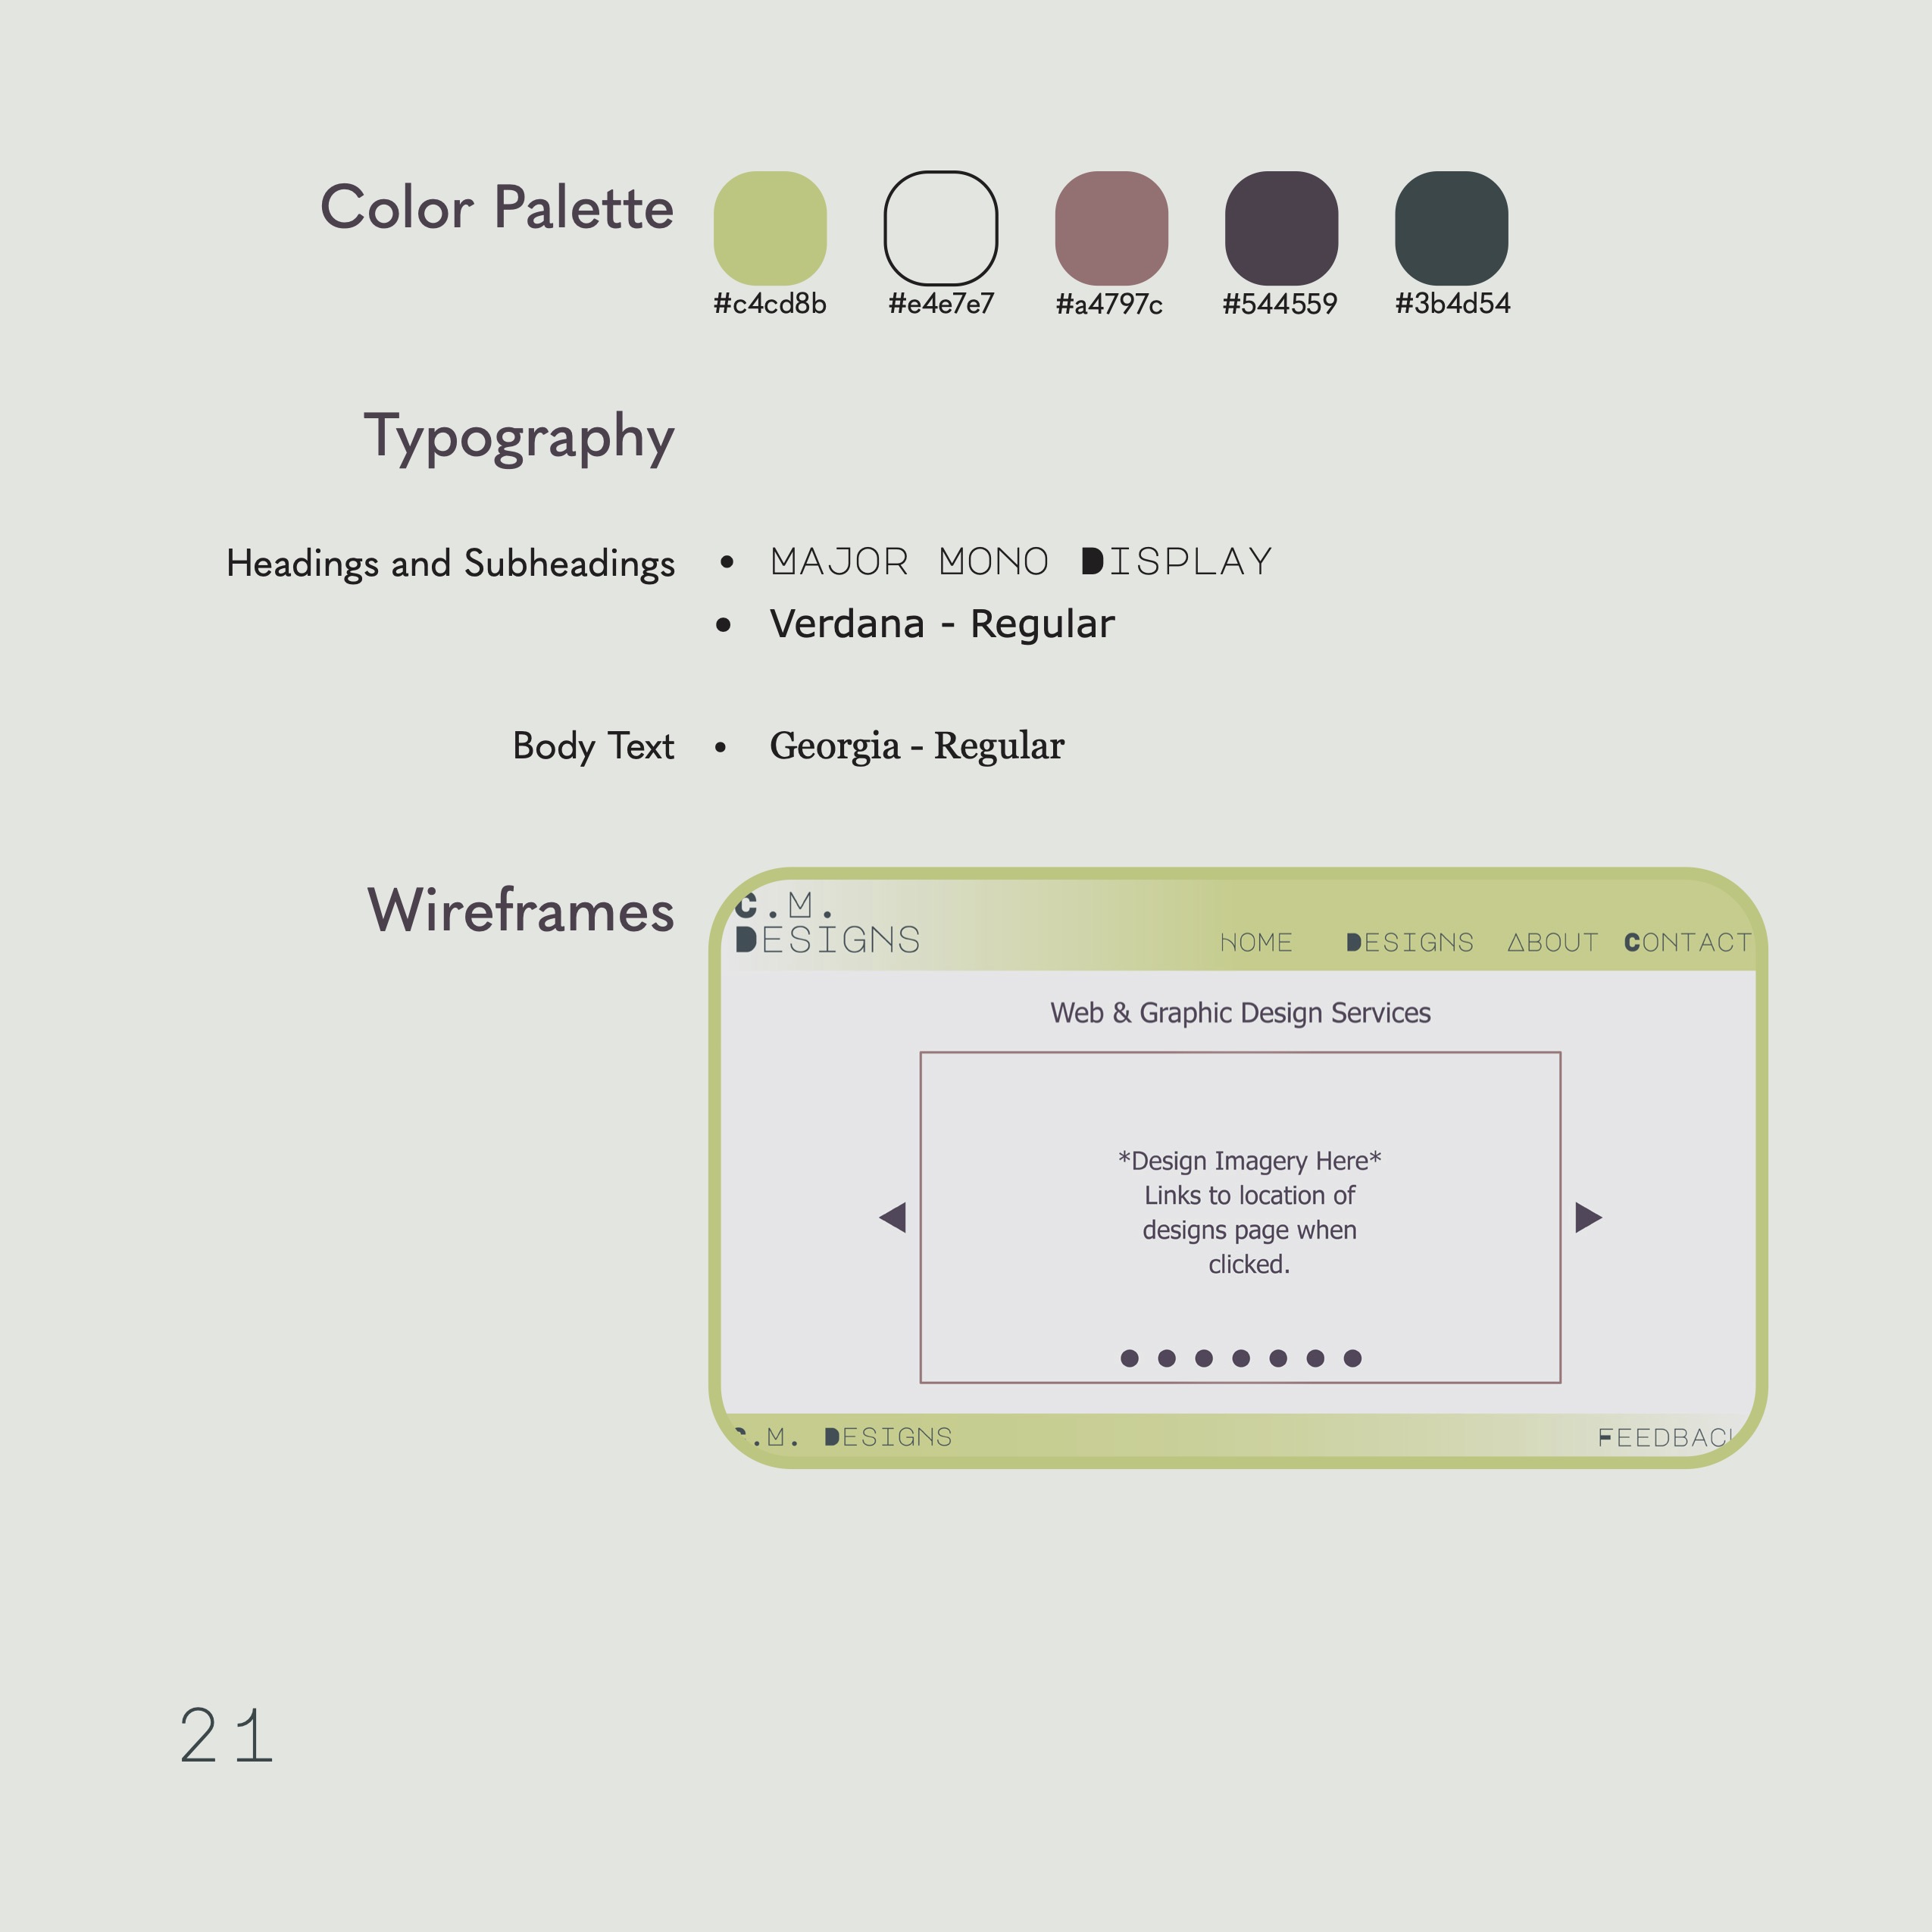 Color Palette
#c4cd8b #e4e7e7 #a4797c #544559 #3b4d54
Typography
Headings and Subheadings • MAJOR MONO DISPLAY
• Verdana - Regular
Body Text • Georgia - Regular
Wireframes
C.M.
DESIGNS
HOME DESIGNS ABOUT CONTACT
Web & Graphic Design Services
*Design Imagery Here*
Links to location of
designs page when
clicked.
C.M. DESIGNS
21